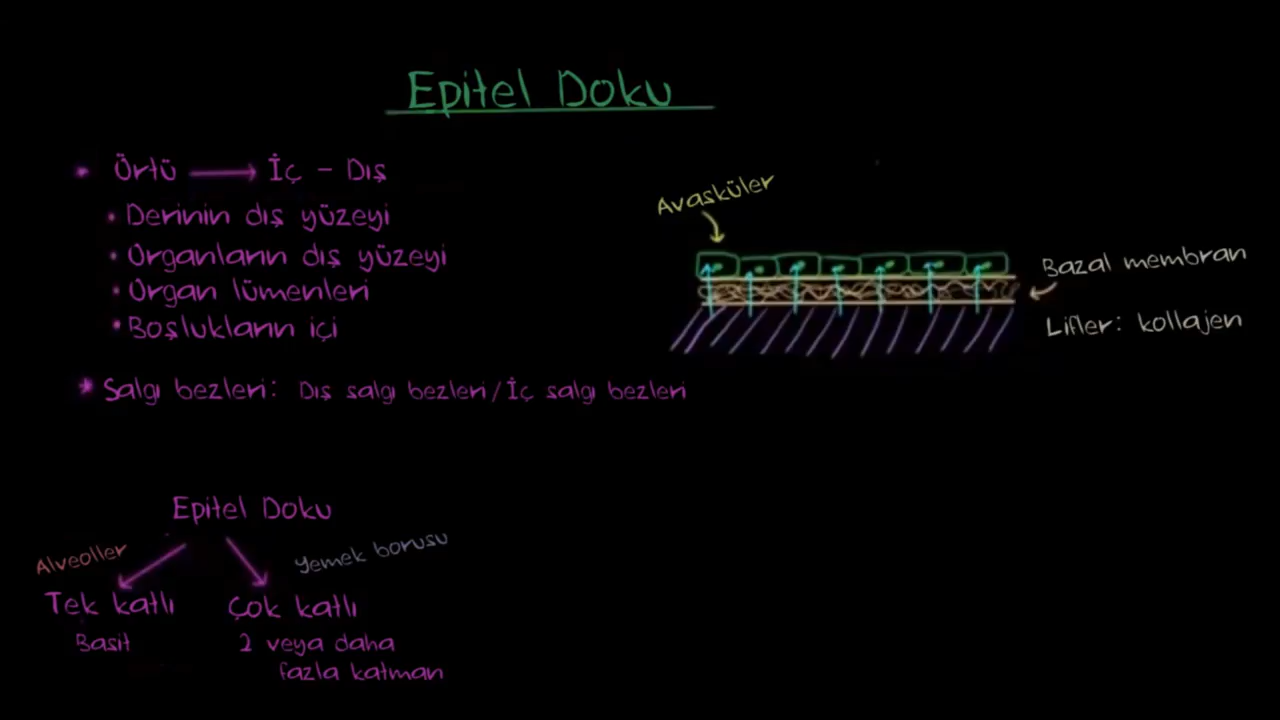 Epitel Doku
Örtü → İç - Dış
• Derinin dış yüzeyi
• Organların dış yüzeyi
• Organ lümenleri
• Boşlukların içi
* Salgı bezleri: Dış salgı bezleri/İç salgı bezleri
Avasküler
Bazal membran
Lifler: kollajen
Epitel Doku
Alveoller
Yemek borusu
Tek katlı
Basit
Çok katlı
2 veya daha
fazla katman